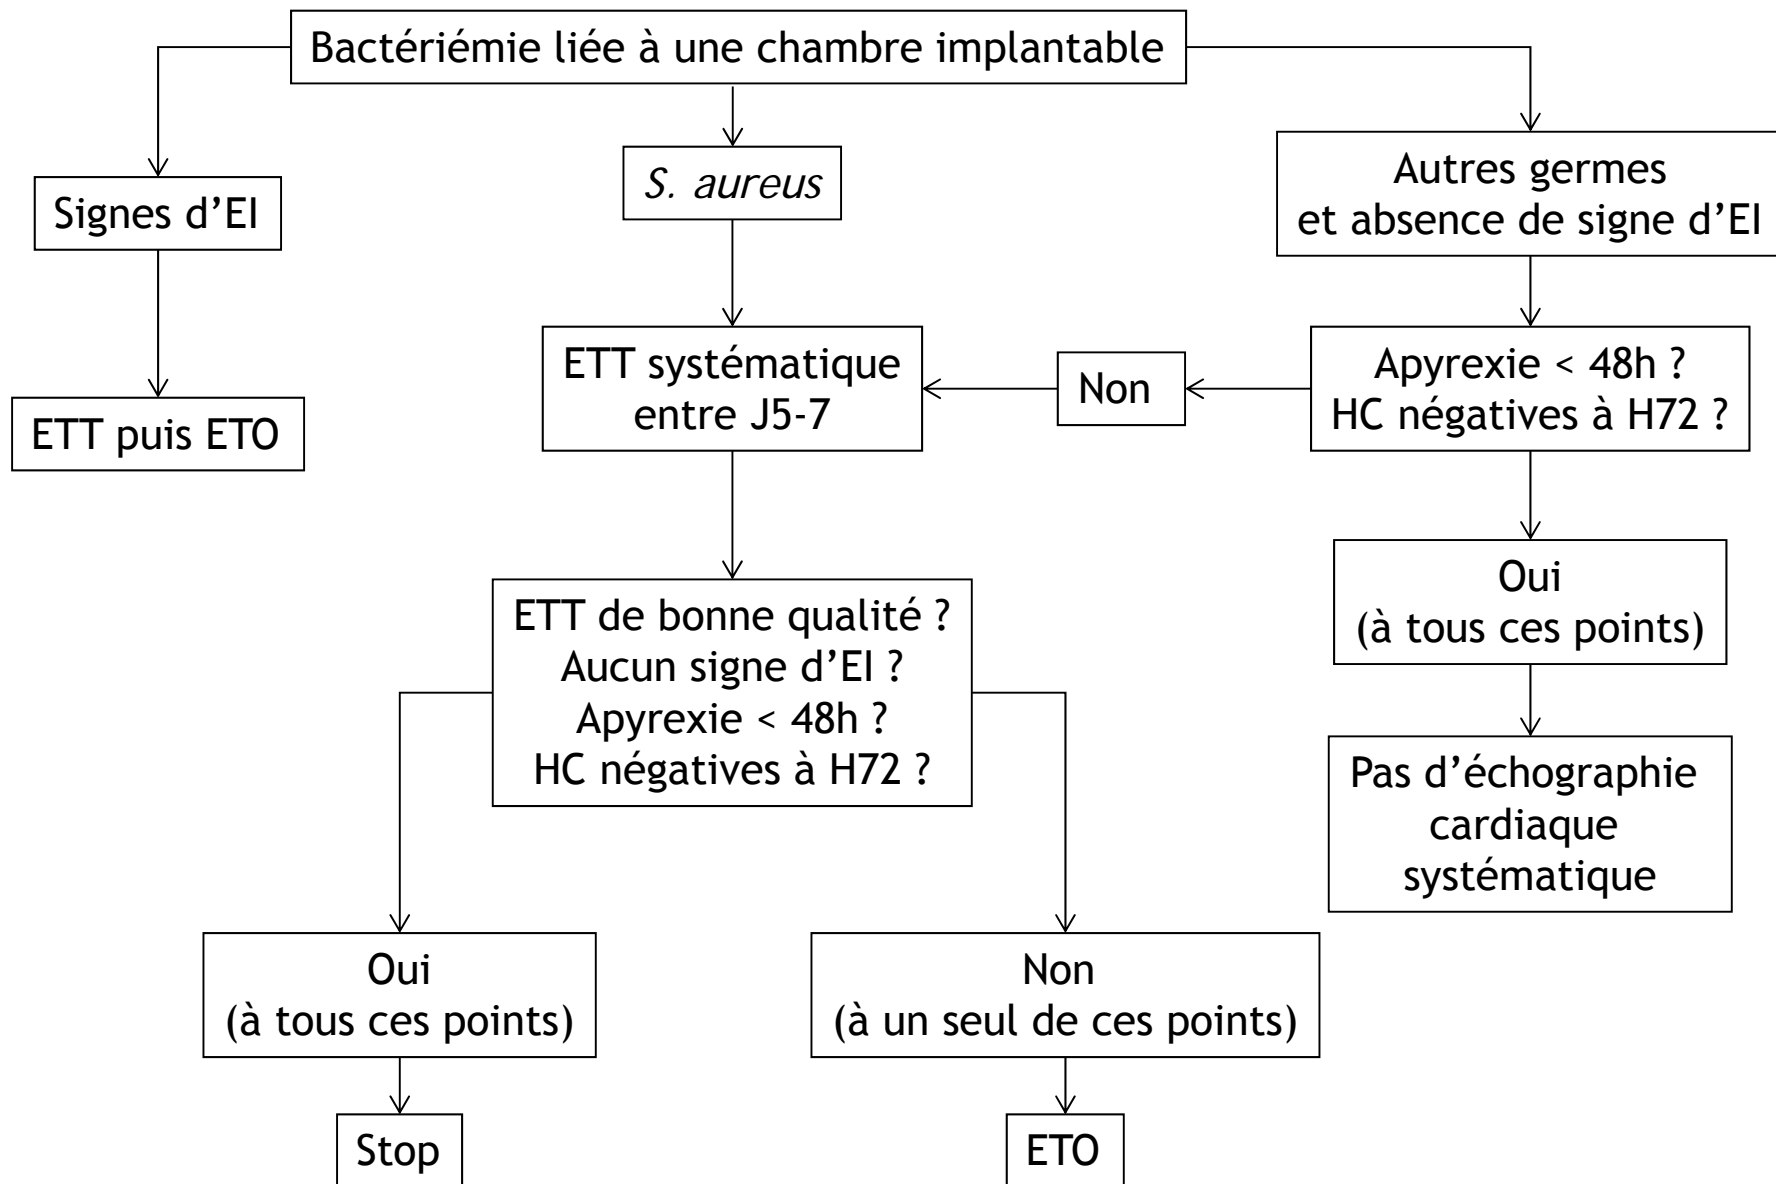 Bactériémie liée à une chambre implantable
Signes d’EI
S. aureus
Autres germes
et absence de signe d’EI
ETT puis ETO
ETT systématique
entre J5-7
Non
Apyrexie < 48h ?
HC négatives à H72 ?
ETT de bonne qualité ?
Aucun signe d’EI ?
Apyrexie < 48h ?
HC négatives à H72 ?
Oui
(à tous ces points)
Pas d’échographie
cardiaque
systématique
Oui
(à tous ces points)
Non
(à un seul de ces points)
Stop
ETO